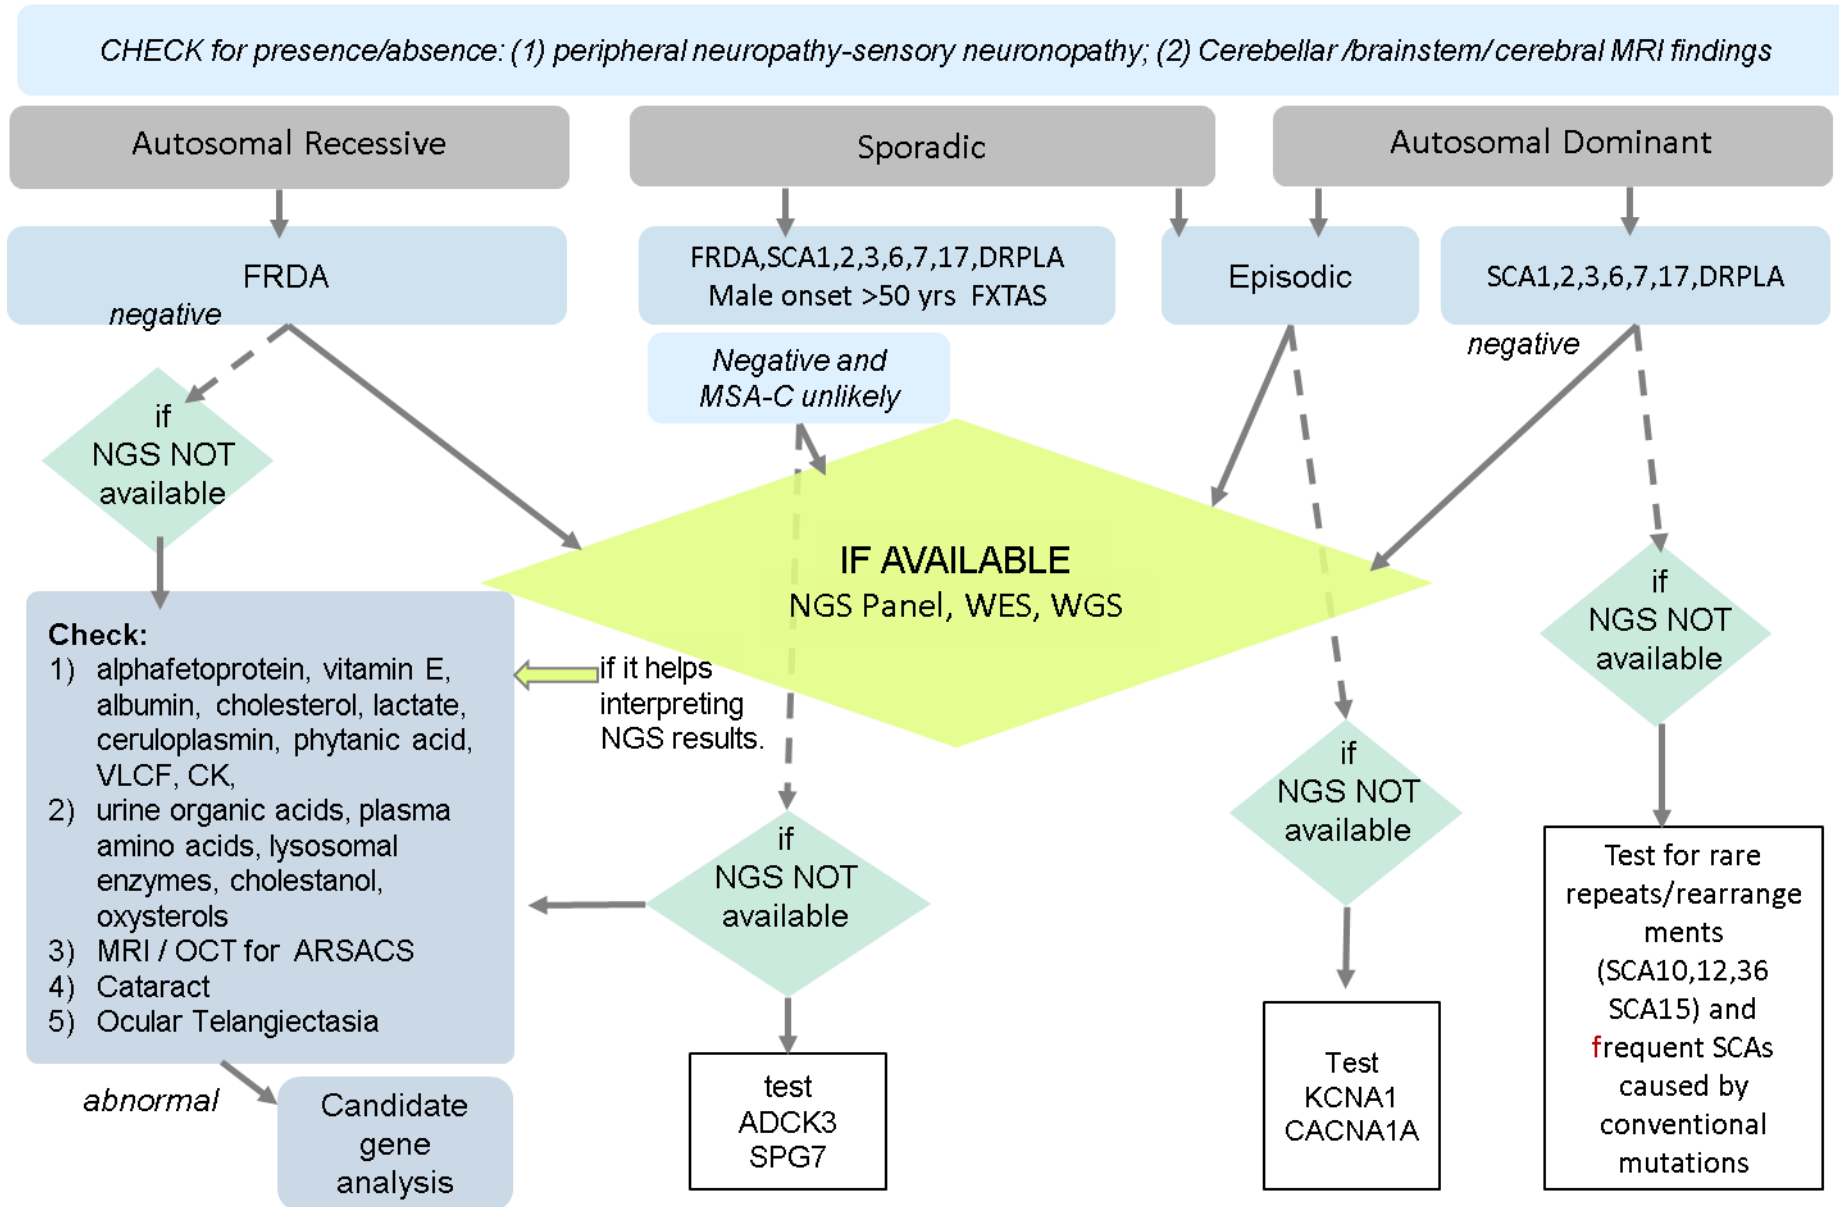 CHECK for presence/absence: (1) peripheral neuropathy-sensory neuronopathy; (2) Cerebellar /brainstem/ cerebral MRI findings
Autosomal Recessive
Sporadic
Autosomal Dominant
FRDA
negative
FRDA,SCA1,2,3,6,7,17,DRPLA
Male onset >50 yrs FXTAS
Episodic
SCA1,2,3,6,7,17,DRPLA
negative
Negative and
MSA-C unlikely
if
NGS NOT
available
IF AVAILABLE
NGS Panel, WES, WGS
if
NGS NOT
available
Check:
1) alphafetoprotein, vitamin E,
albumin, cholesterol, lactate,
ceruloplasmin, phytanic acid,
VLCF, CK,
2) urine organic acids, plasma
amino acids, lysosomal
enzymes, cholestanol,
oxysterols
3) MRI / OCT for ARSACS
4) Cataract
5) Ocular Telangiectasia
if it helps
interpreting
NGS results.
if
NGS NOT
available
if
NGS NOT
available
abnormal
Candidate
gene
analysis
test
ADCK3
SPG7
Test
KCNA1
CACNA1A
Test for rare
repeats/rearrange
ments
(SCA10,12,36
SCA15) and
frequent SCAs
caused by
conventional
mutations